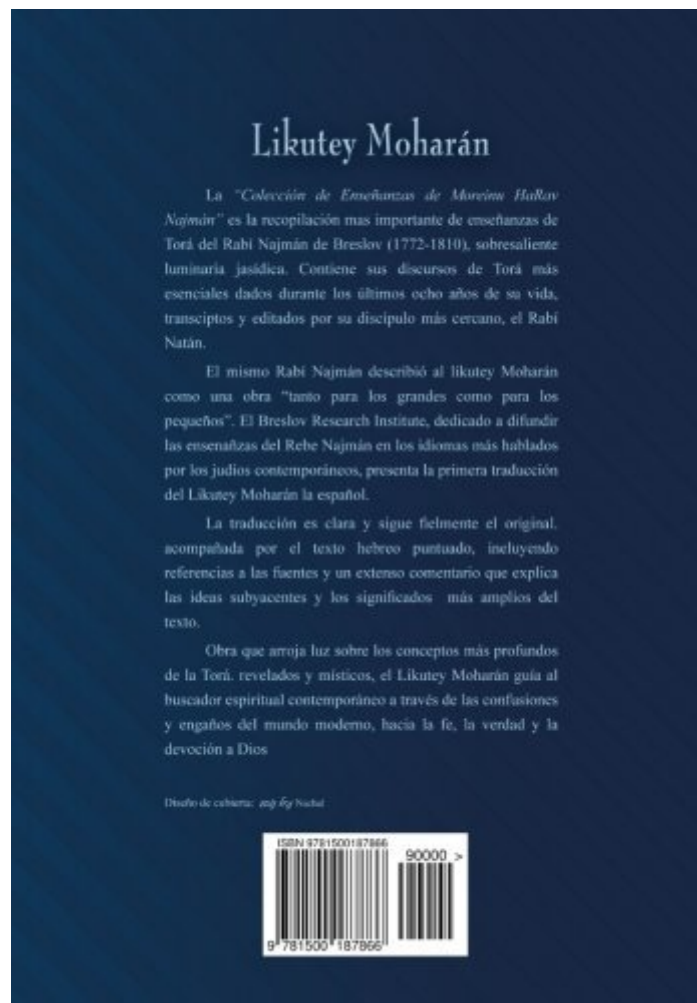 Likutey Moharán
La “Colección de Enseñanzas de Moreinu HaRav
Najmán” es la recopilación mas importante de enseñanzas de
Torá del Rabí Najmán de Breslov (1772-1810), sobresaliente
luminaria jasídica. Contiene sus discursos de Torá más
esenciales dados durante los últimos ocho años de su vida,
transciptos y editados por su discípulo más cercano, el Rabí
Natán.
El mismo Rabí Najmán describió al likutey Moharán
como una obra “tanto para los grandes como para los
pequeños”. El Breslov Research Institute, dedicado a difundir
las ensenañzas del Rebe Najmán en los idiomas más hablados
por los judíos contemporáneos, presenta la primera traducción
del Likutey Moharán la español.
La traducción es clara y sigue fielmente el original.
acompañada por el texto hebreo puntuado, incluyendo
referencias a las fuentes y un extenso comentario que explica
las ideas subyacentes y los significados más amplios del
texto.
Obra que arroja luz sobre los conceptos más profundos
de la Torá. revelados y místicos, el Likutey Moharán guía al
buscador espiritual contemporáneo a través de las confusiones
y engaños del mundo moderno, hacia la fe, la verdad y la
devoción a Dios
Diseño de cubierta:
ISBN 9781500187866
90000 >
9 781500 187866